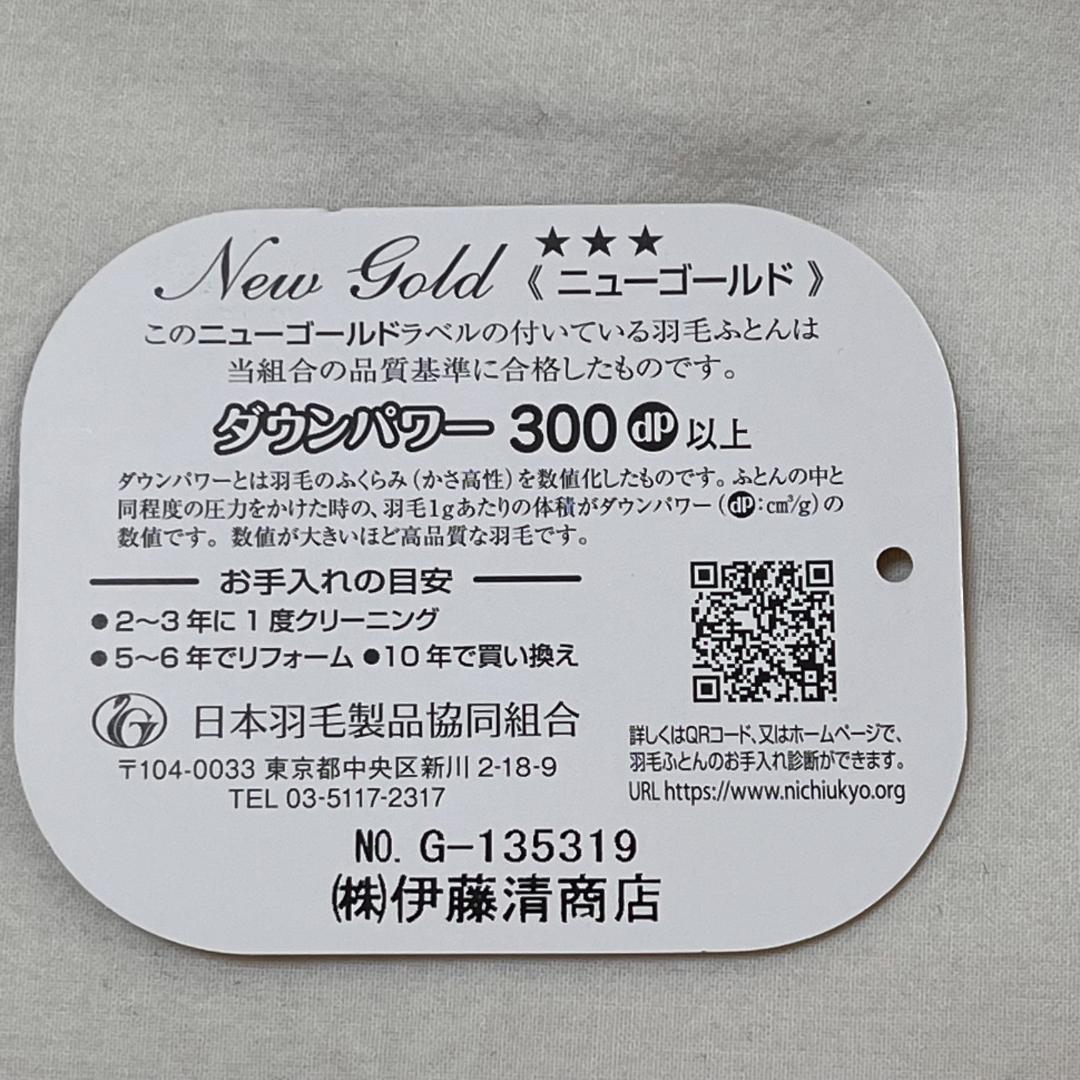 New Gold ★★★《 ニューゴールド 》
このニューゴールドラベルの付いている羽毛ふとんは
当組合の品質基準に合格したものです。
ダウンパワー 300 dp 以上
ダウンパワーとは羽毛のふくらみ(かさ高性)を数値化したものです。ふとんの中と
同程度の圧力をかけた時の、羽毛1gあたりの体積がダウンパワー(dp:cm³/g)の
数値です。数値が大きいほど高品質な羽毛です。
お手入れの目安
●2〜3年に1度クリーニング
●5〜6年でリフォーム ●10年で買い換え
G 日本羽毛製品協同組合
〒104-0033 東京都中央区新川 2-18-9
TEL 03-5117-2317
詳しくはQRコード、又はホームページで、
羽毛ふとんのお手入れ診断ができます。
URL https://www.nichiukyo.org
NO. G-135319
㈱伊藤清商店